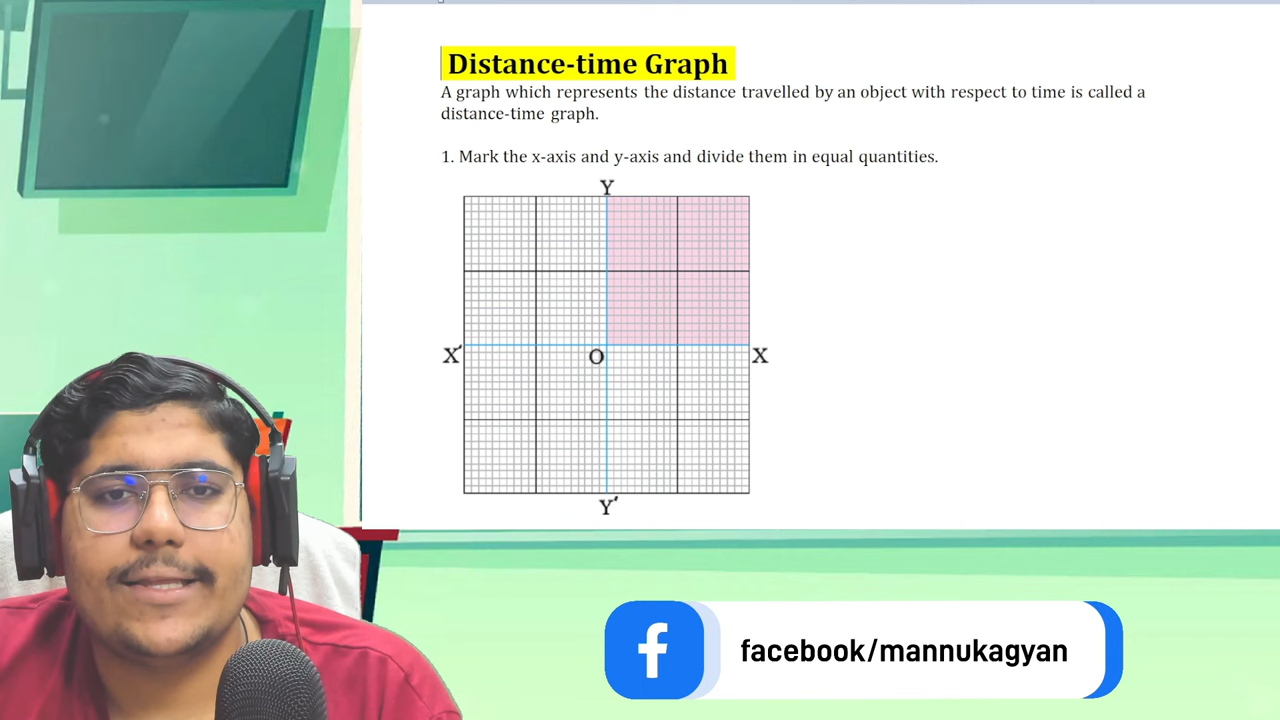 Distance-time Graph
A graph which represents the distance travelled by an object with respect to time is called a
distance-time graph.
1. Mark the x-axis and y-axis and divide them in equal quantities.
Y
X' O X
Y'
facebook/mannukagyan